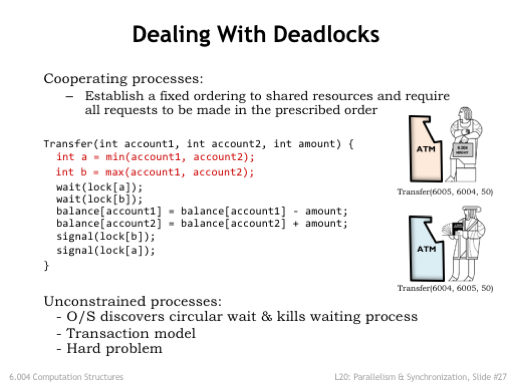 Dealing With Deadlocks
Cooperating processes:
– Establish a fixed ordering to shared resources and require
all requests to be made in the prescribed order
Transfer(int account1, int account2, int amount) {
int a = min(account1, account2);
int b = max(account1, account2);
wait(lock[a]);
wait(lock[b]);
balance[account1] = balance[account1] - amount;
balance[account2] = balance[account2] + amount;
signal(lock[b]);
signal(lock[a]);
}
ATM
Transfer(6005, 6004, 50)
ATM
Transfer(6004, 6005, 50)
Unconstrained processes:
- O/S discovers circular wait & kills waiting process
- Transaction model
- Hard problem
6.004 Computation Structures
L20: Parallelism & Synchronization, Slide #27